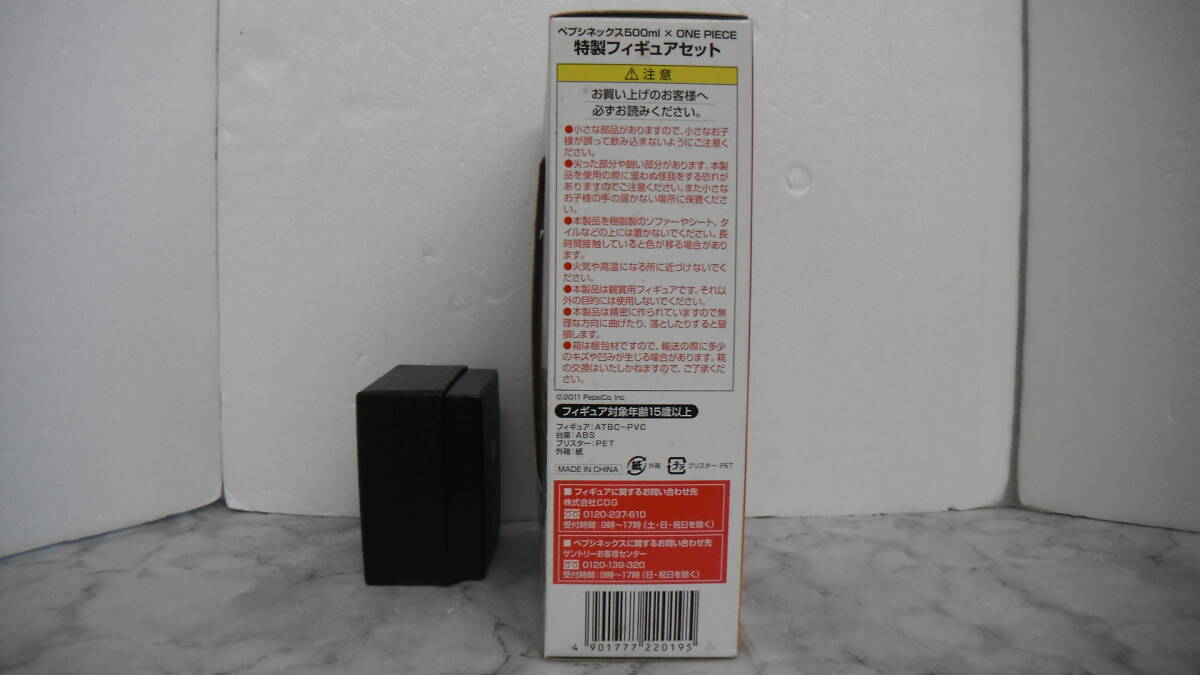 ペプシネックス500ml × ONE PIECE
特製フィギュアセット
⚠注意
お買い上げのお客様へ
必ずお読みください。
●小さな部品がありますので、小さなお子
様が誤って飲み込まないようにご注意く
ださい。
●尖った部分や鋭い部分があります。本製
品を使用の際に思わぬ怪我をする恐れが
ありますのでご注意ください。また小さな
お子様の手の届かない場所に保管くださ
い。
●本製品を樹脂製のソファーやシート、タ
イルなどの上には置かないでください。長
時間接触していると色が移る場合があり
ます。
●火気や高温になる所に近づけないでく
ださい。
●本製品は観賞用フィギュアです。それ以
外の目的には使用しないでください。
●本製品は精密に作られていますので無
理な方向に曲げたり、落としたりすると破
損します。
●箱は梱包材ですので、輸送の際に多少
のキズや凹みが生じる場合があります。箱
の交換はいたしかねますので、ご了承くだ
さい。
©2011 PepsiCo, Inc
フィギュア対象年齢15歳以上
フィギュア：ATBC-PVC
台座：ABS
ブリスター：PET
外箱：紙
MADE IN CHINA 紙 外箱 プラ ブリスター：PET
■フィギュアに関するお問い合わせ先
株式会社CDG
0120-237-610
受付時間：9時～17時（土・日・祝日を除く）
■ペプシネックスに関するお問い合わせ先
サントリーお客様センター
0120-139-320
受付時間：9時～17時（日・祝日を除く）
4 901777 220195